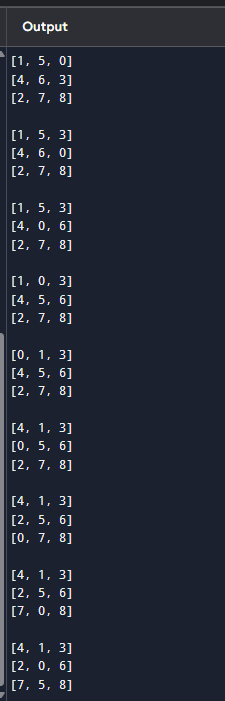 Output
[1, 5, 0]
[4, 6, 3]
[2, 7, 8]
[1, 5, 3]
[4, 6, 0]
[2, 7, 8]
[1, 5, 3]
[4, 0, 6]
[2, 7, 8]
[1, 0, 3]
[4, 5, 6]
[2, 7, 8]
[0, 1, 3]
[4, 5, 6]
[2, 7, 8]
[4, 1, 3]
[0, 5, 6]
[2, 7, 8]
[4, 1, 3]
[2, 5, 6]
[0, 7, 8]
[4, 1, 3]
[2, 5, 6]
[7, 0, 8]
[4, 1, 3]
[2, 0, 6]
[7, 5, 8]